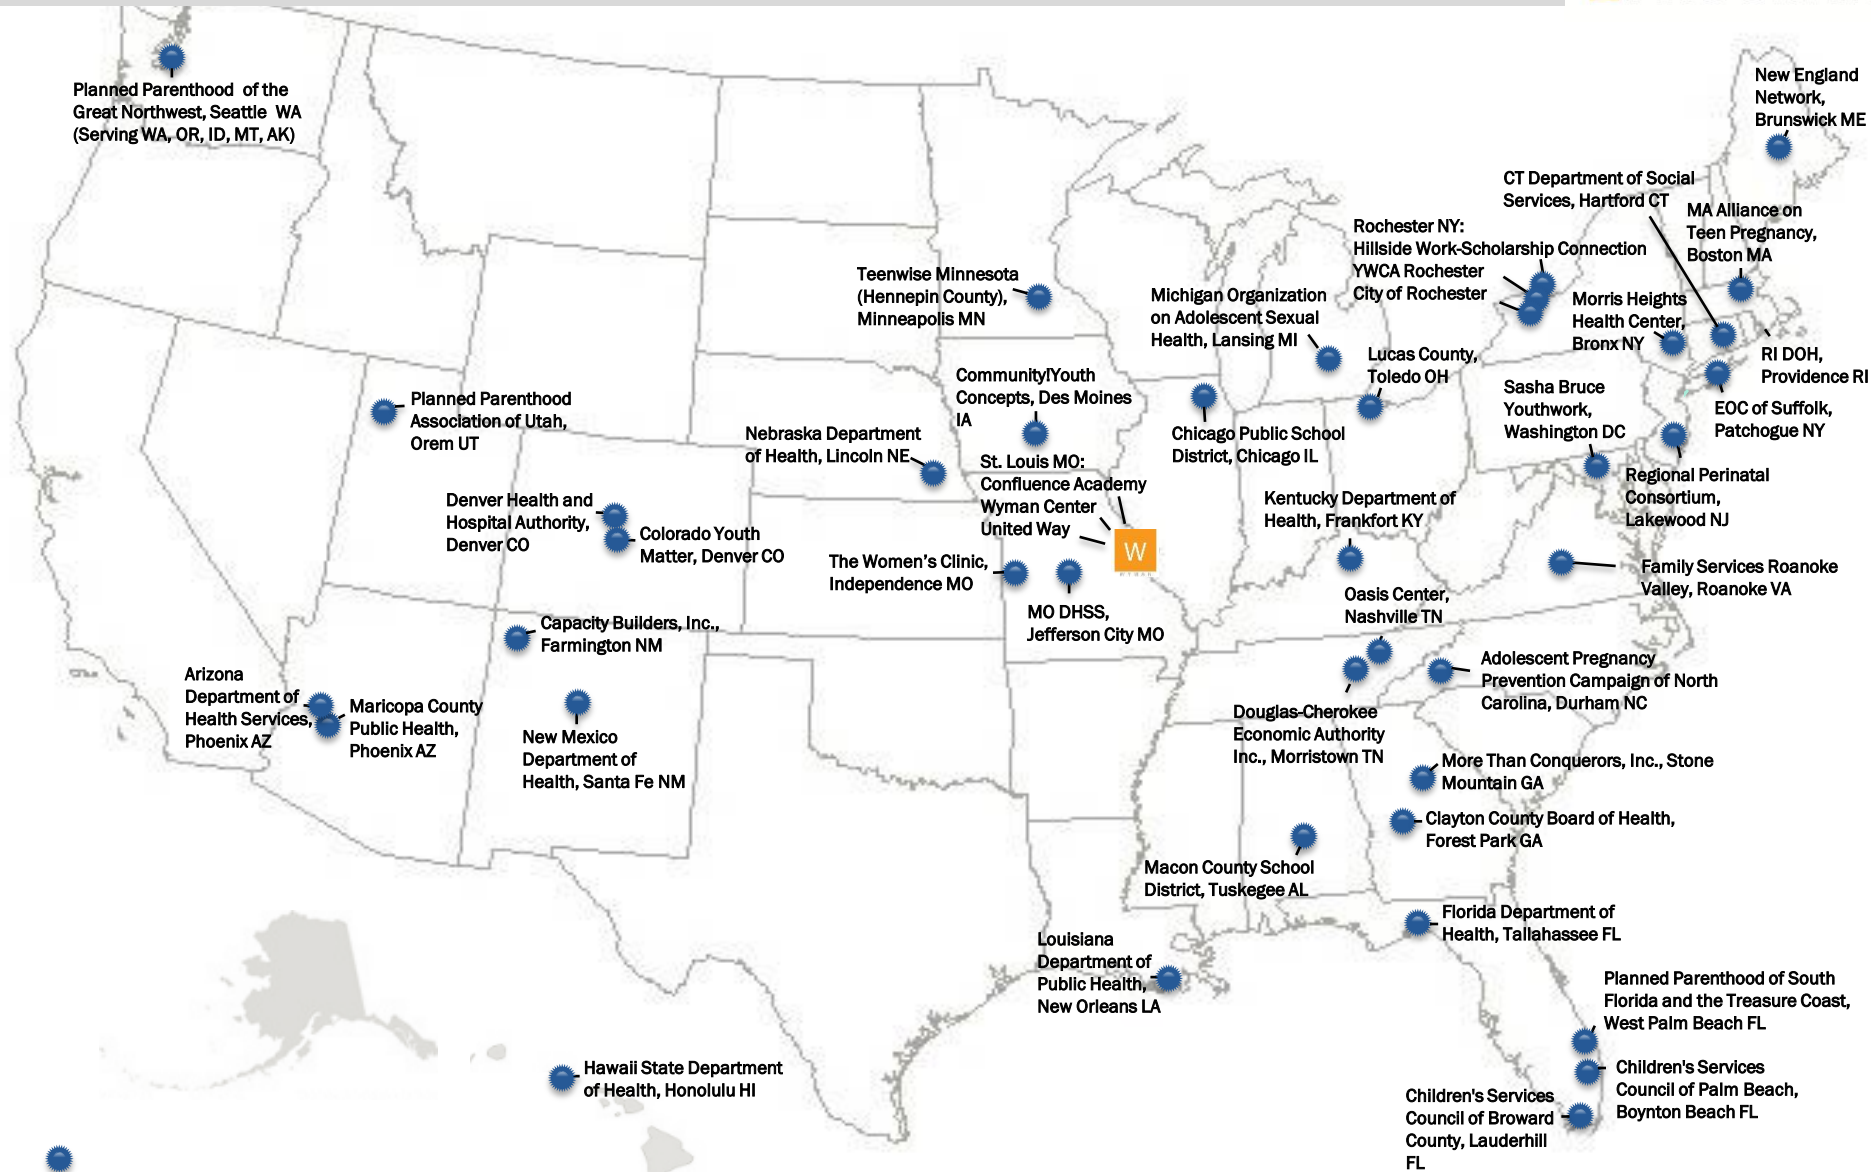 Planned Parenthood of the
Great Northwest, Seattle WA
(Serving WA, OR, ID, MT, AK)
New England
Network,
Brunswick ME
CT Department of Social
Services, Hartford CT
MA Alliance on
Teen Pregnancy,
Boston MA
Rochester NY:
Hillside Work-Scholarship Connection
YWCA Rochester
City of Rochester
Teenwise Minnesota
(Hennepin County),
Minneapolis MN
Michigan Organization
on Adolescent Sexual
Health, Lansing MI
Morris Heights
Health Center,
Bronx NY
Lucas County,
Toledo OH
RI DOH,
Providence RI
Planned Parenthood
Association of Utah,
Orem UT
Community!Youth
Concepts, Des Moines
IA
Sasha Bruce
Youthwork,
Washington DC
EOC of Suffolk,
Patchogue NY
Nebraska Department
of Health, Lincoln NE
Chicago Public School
District, Chicago IL
St. Louis MO:
Confluence Academy
Wyman Center
United Way
W
Regional Perinatal
Consortium,
Lakewood NJ
Denver Health and
Hospital Authority,
Denver CO
Colorado Youth
Matter, Denver CO
Kentucky Department of
Health, Frankfort KY
The Women's Clinic,
Independence MO
Family Services Roanoke
Valley, Roanoke VA
MO DHSS,
Jefferson City MO
Oasis Center,
Nashville TN
Capacity Builders, Inc.,
Farmington NM
Arizona
Department of
Health Services,
Phoenix AZ
Maricopa County
Public Health,
Phoenix AZ
New Mexico
Department of
Health, Santa Fe NM
Adolescent Pregnancy
Prevention Campaign of North
Carolina, Durham NC
Douglas-Cherokee
Economic Authority
Inc., Morristown TN
More Than Conquerors, Inc., Stone
Mountain GA
Clayton County Board of Health,
Forest Park GA
Macon County School
District, Tuskegee AL
Florida Department of
Health, Tallahassee FL
Louisiana
Department of
Public Health,
New Orleans LA
Planned Parenthood of South
Florida and the Treasure Coast,
West Palm Beach FL
Hawaii State Department
of Health, Honolulu HI
Children's Services
Council of Palm Beach,
Boynton Beach FL
Children's Services
Council of Broward
County, Lauderhill
FL